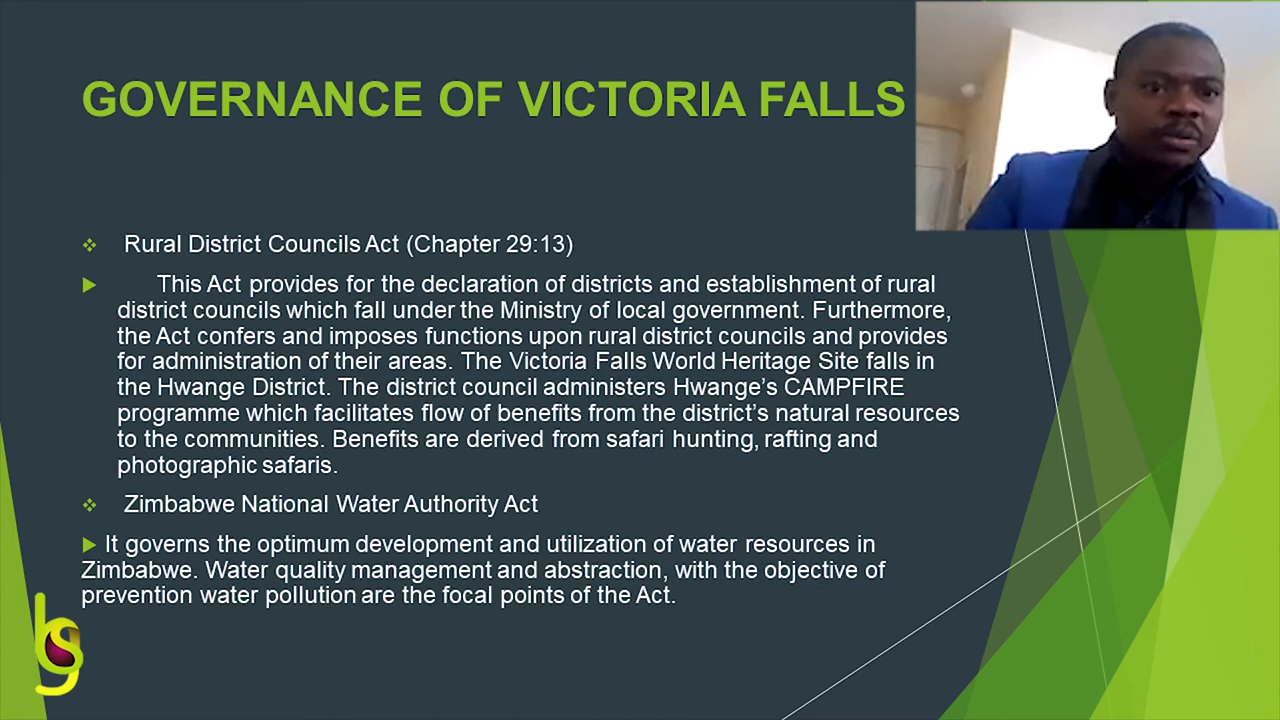 GOVERNANCE OF VICTORIA FALLS
Rural District Councils Act (Chapter 29:13)
This Act provides for the declaration of districts and establishment of rural
district councils which fall under the Ministry of local government. Furthermore,
the Act confers and imposes functions upon rural district councils and provides
for administration of their areas. The Victoria Falls World Heritage Site falls in
the Hwange District. The district council administers Hwange’s CAMPFIRE
programme which facilitates flow of benefits from the district’s natural resources
to the communities. Benefits are derived from safari hunting, rafting and
photographic safaris.
Zimbabwe National Water Authority Act
It governs the optimum development and utilization of water resources in
Zimbabwe. Water quality management and abstraction, with the objective of
prevention water pollution are the focal points of the Act.